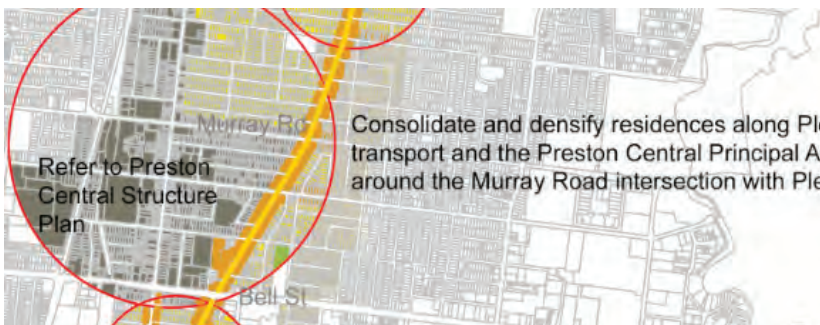 Murray Rd
Consolidate and densify residences along Ple
transport and the Preston Central Principal A
around the Murray Road intersection with Ple
Refer to Preston
Central Structure
Plan
Bell St